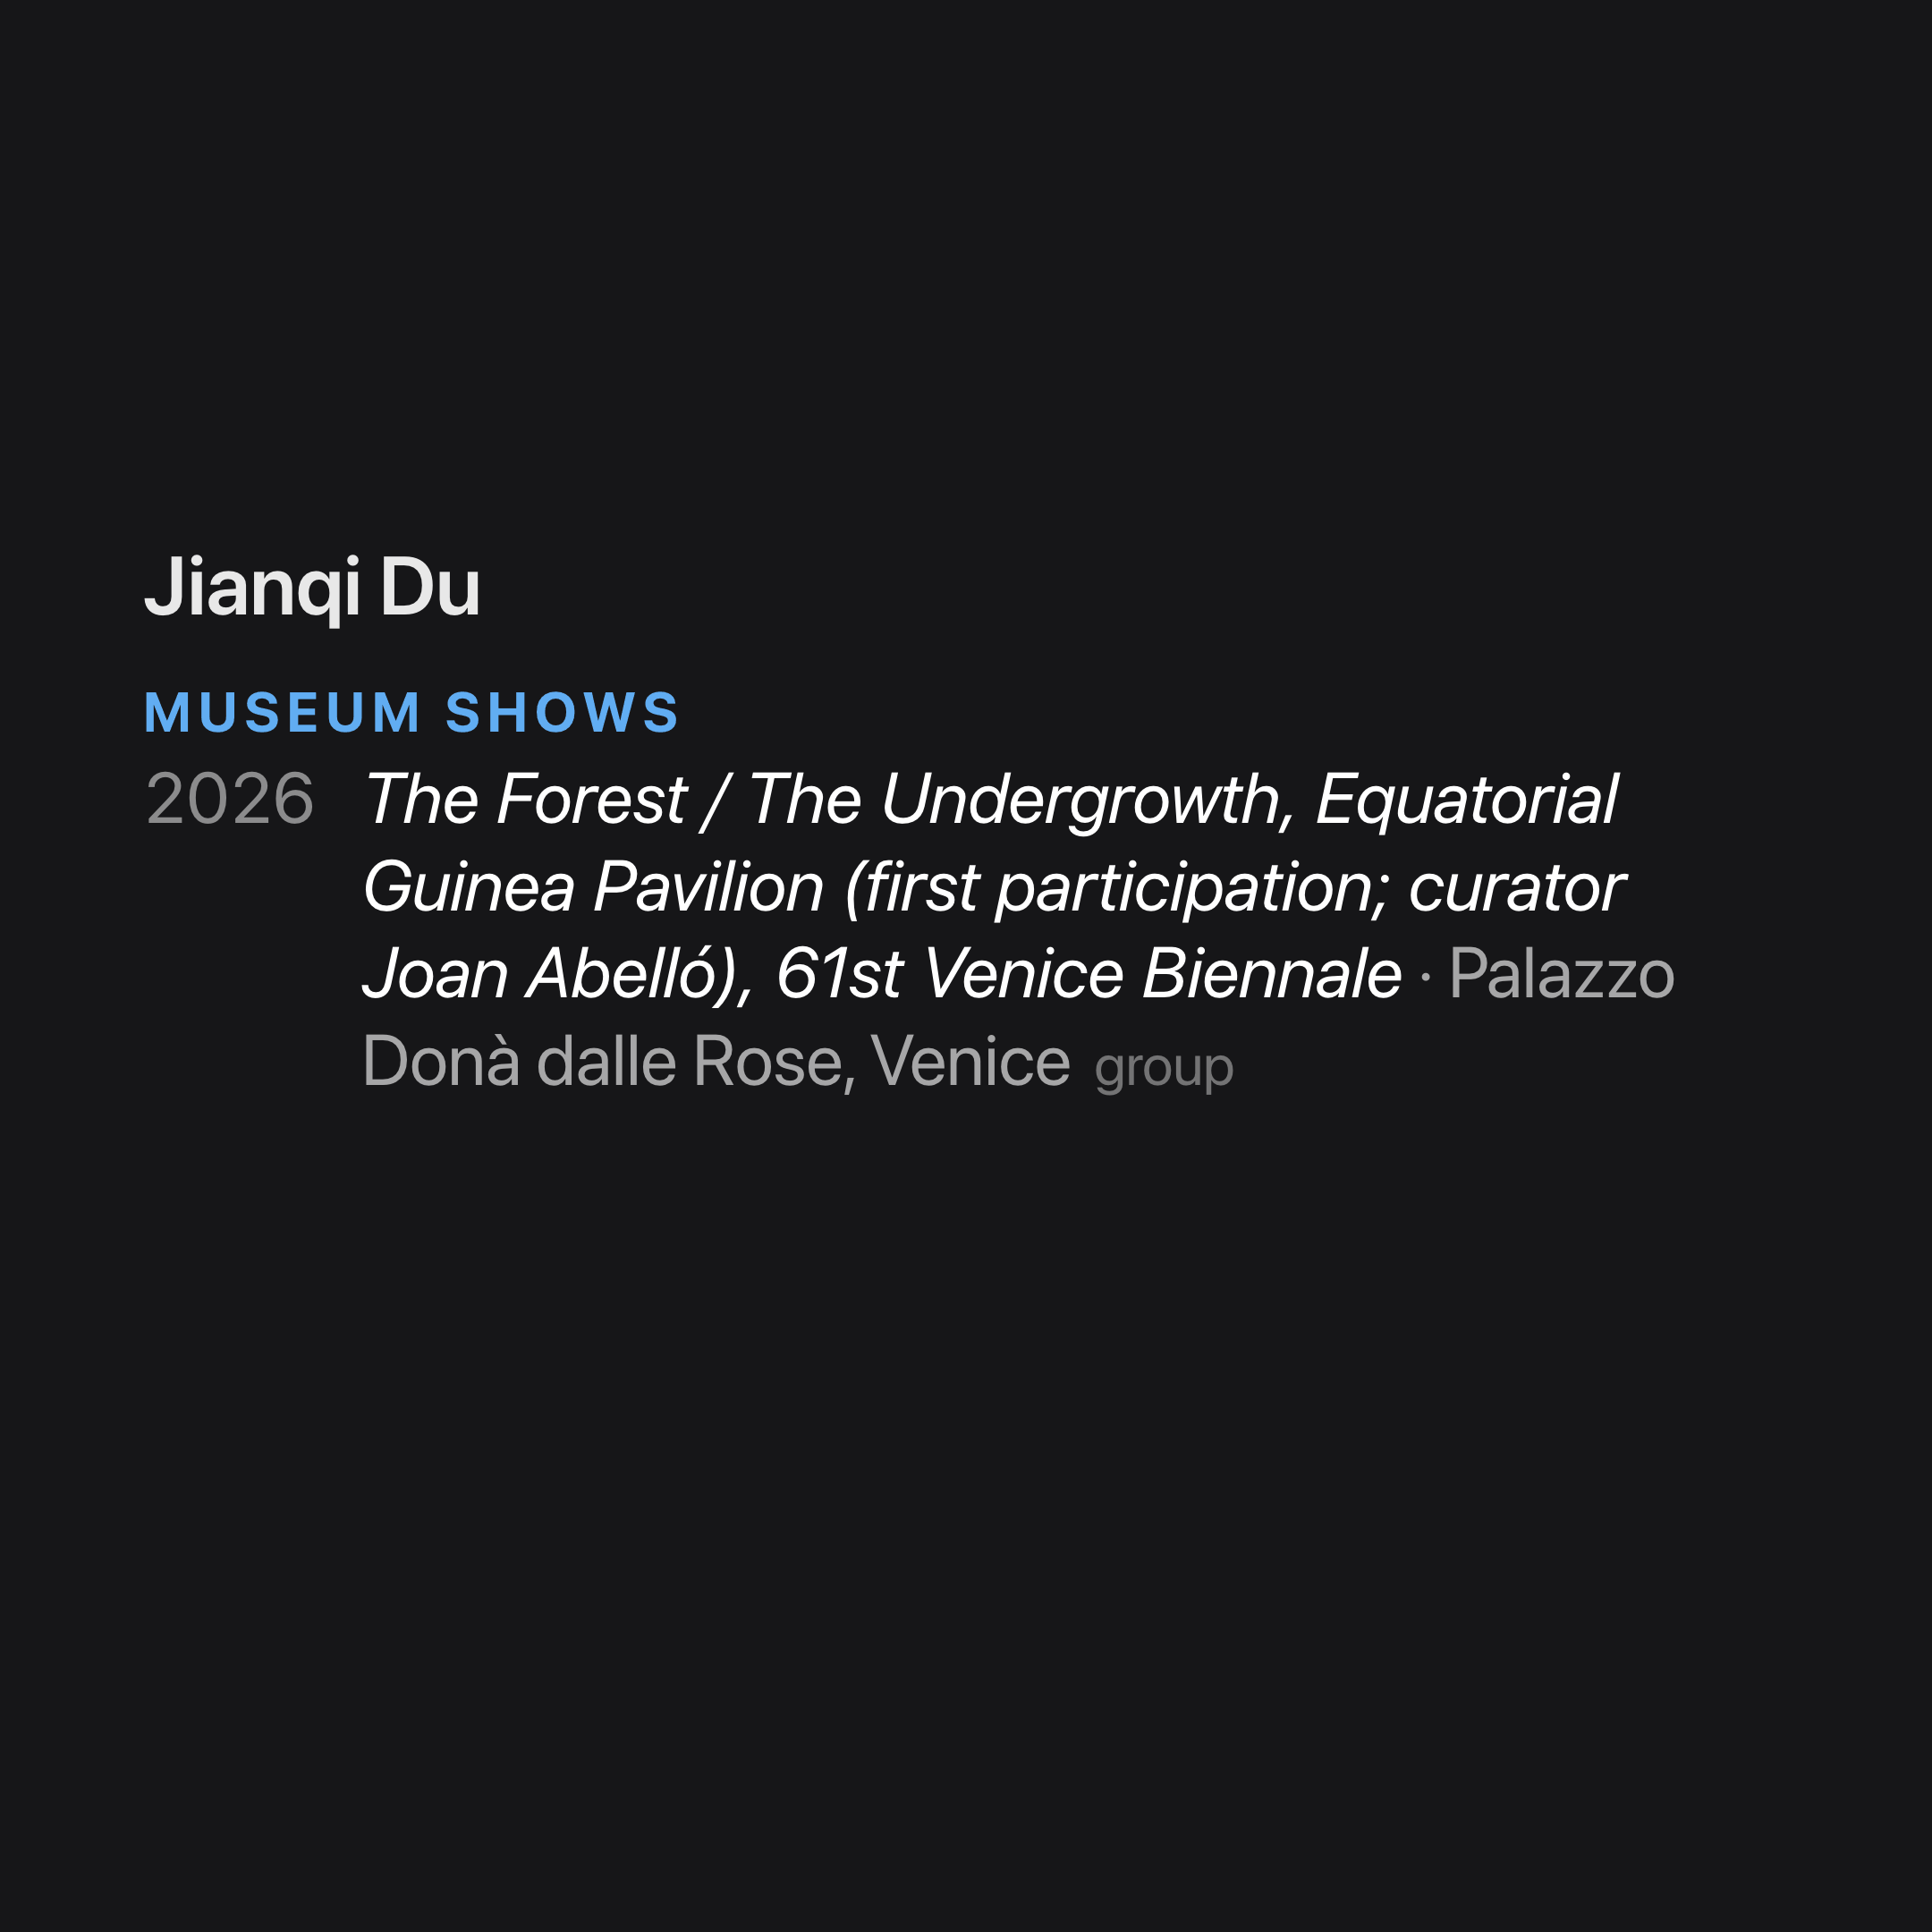 Jianqi Du
MUSEUM SHOWS
2026 The Forest / The Undergrowth, Equatorial
Guinea Pavilion (first participation; curator
Joan Abelló), 61st Venice Biennale · Palazzo
Donà dalle Rose, Venice group